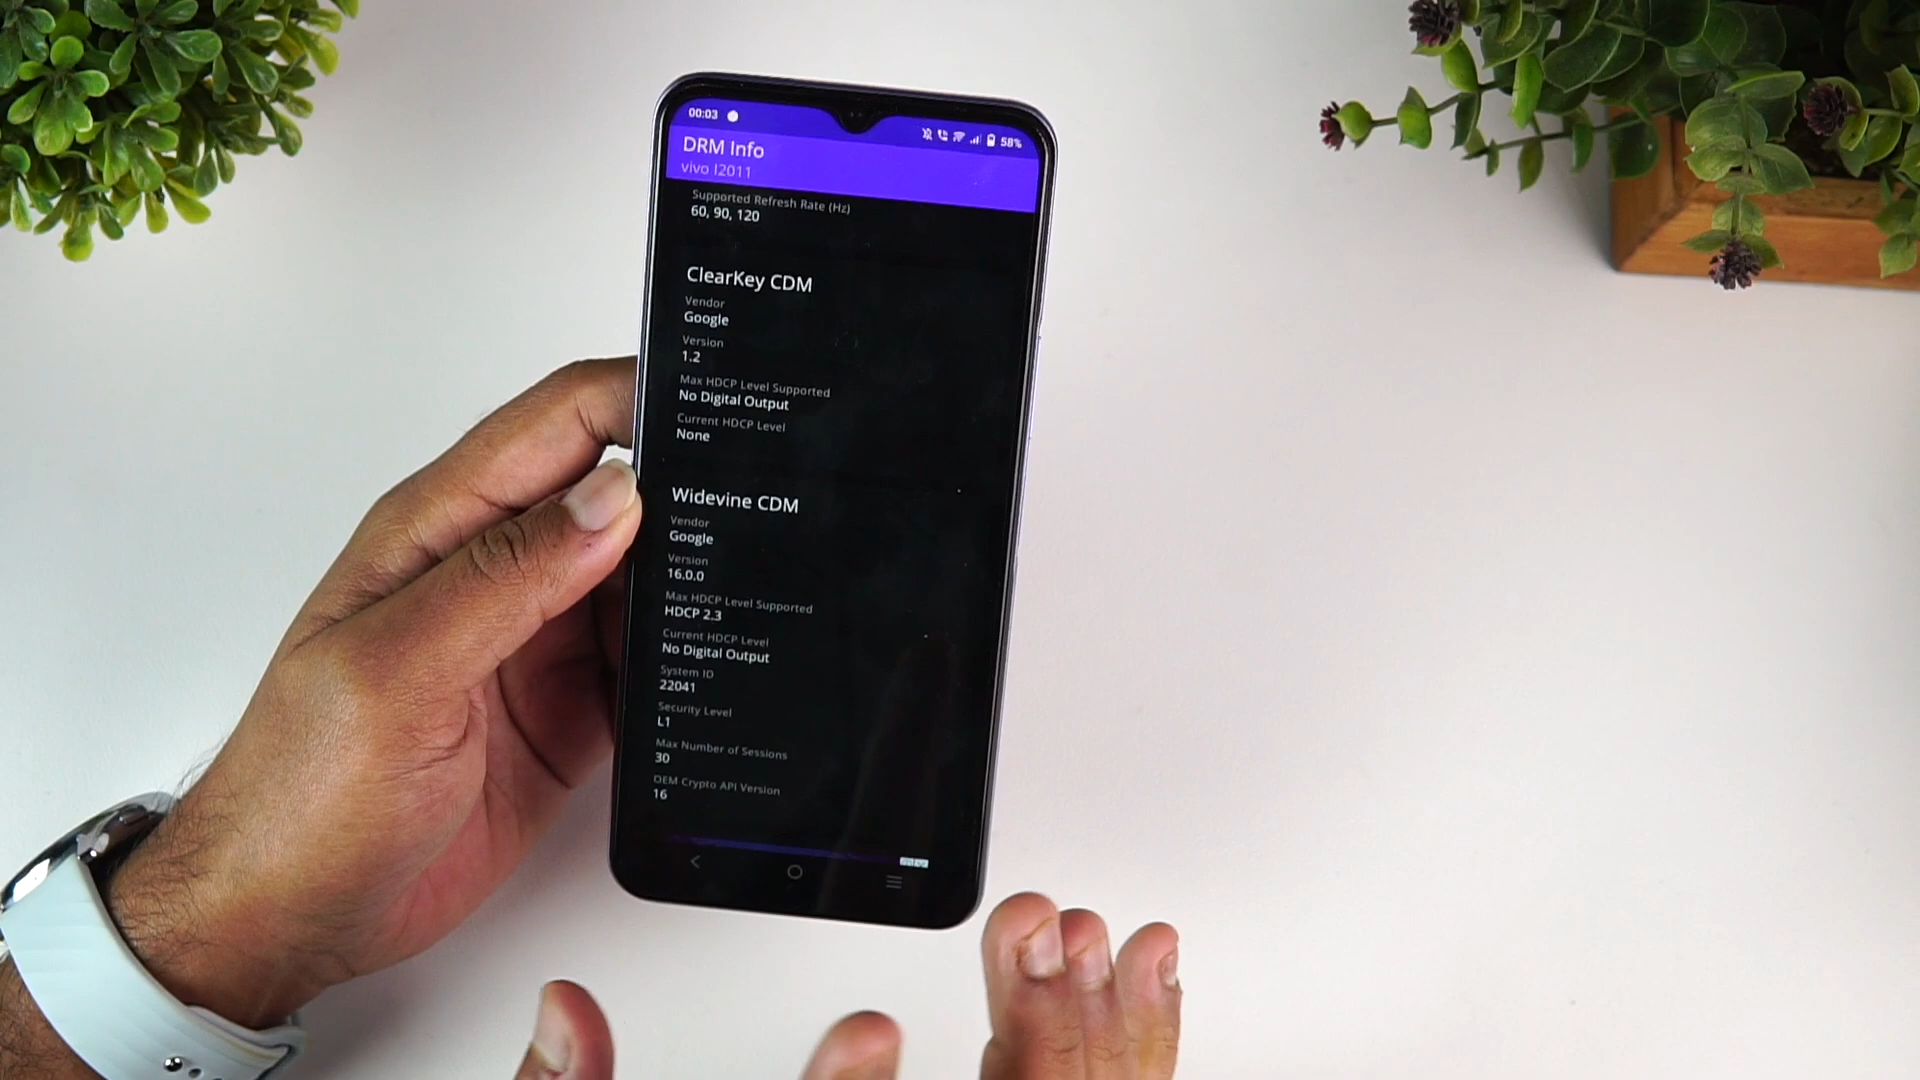 00:03
58%
DRM Info
vivo I2011
Supported Refresh Rate (Hz)
60, 90, 120
ClearKey CDM
Vendor
Google
Version
1.2
Max HDCP Level Supported
No Digital Output
Current HDCP Level
None
Widevine CDM
Vendor
Google
Version
16.0.0
Max HDCP Level Supported
HDCP 2.3
Current HDCP Level
No Digital Output
System ID
22041
Security Level
L1
Max Number of Sessions
30
OEM Crypto API Version
16